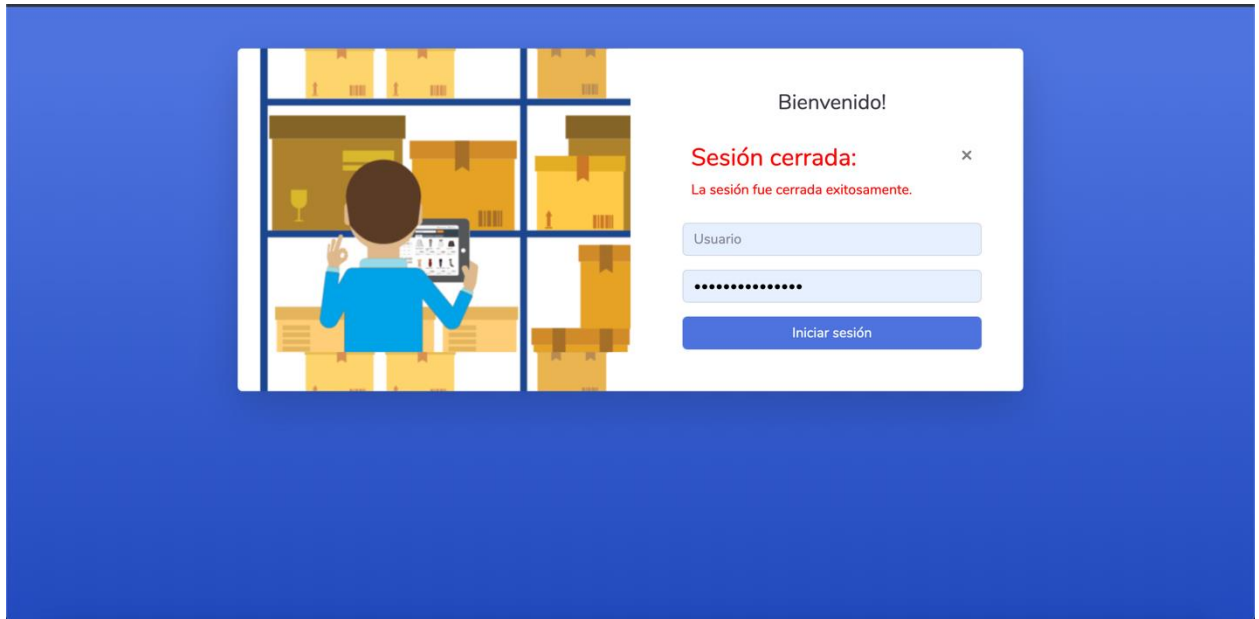 Bienvenido!
Sesión cerrada:
×
La sesión fue cerrada exitosamente.
Usuario
•••••••••••••••
Iniciar sesión